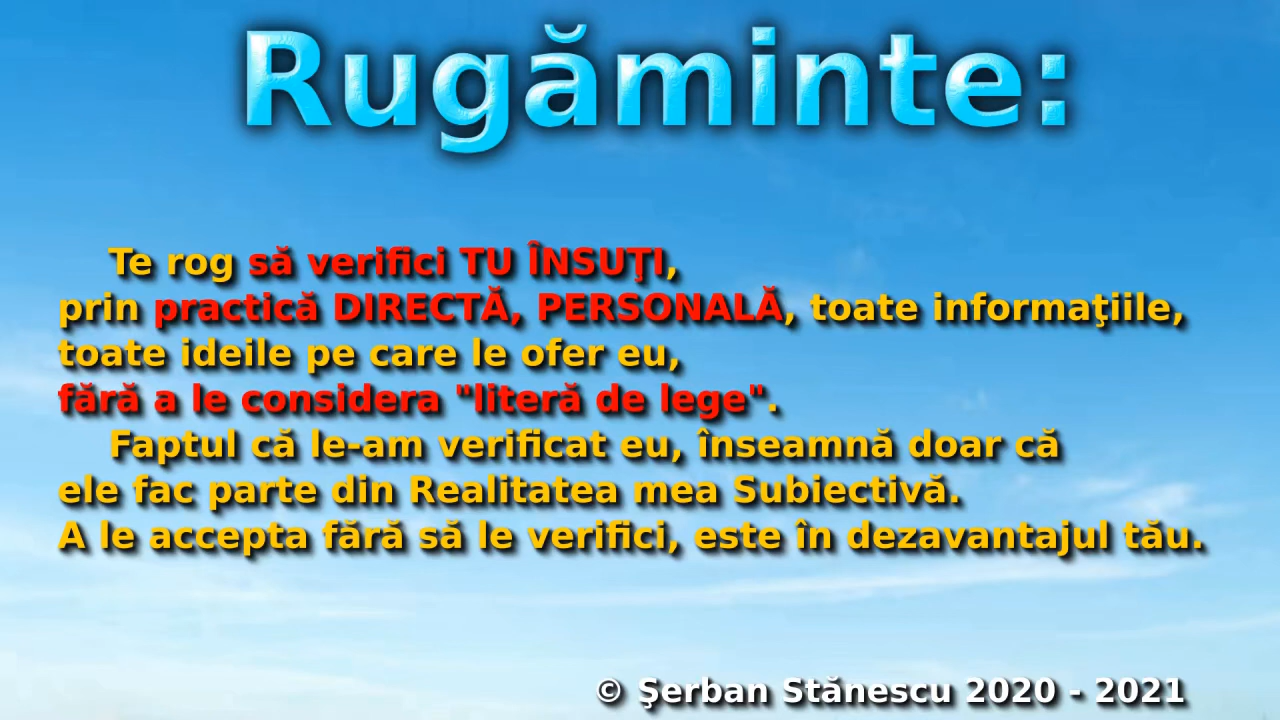 Rugăminte:
Te rog să verifici TU ÎNSUŢI,
prin practică DIRECTĂ, PERSONALĂ, toate informaţiile,
toate ideile pe care le ofer eu,
fără a le considera "literă de lege".
Faptul că le-am verificat eu, înseamnă doar că
ele fac parte din Realitatea mea Subiectivă.
A le accepta fără să le verifici, este în dezavantajul tău.
© Şerban Stănescu 2020 - 2021